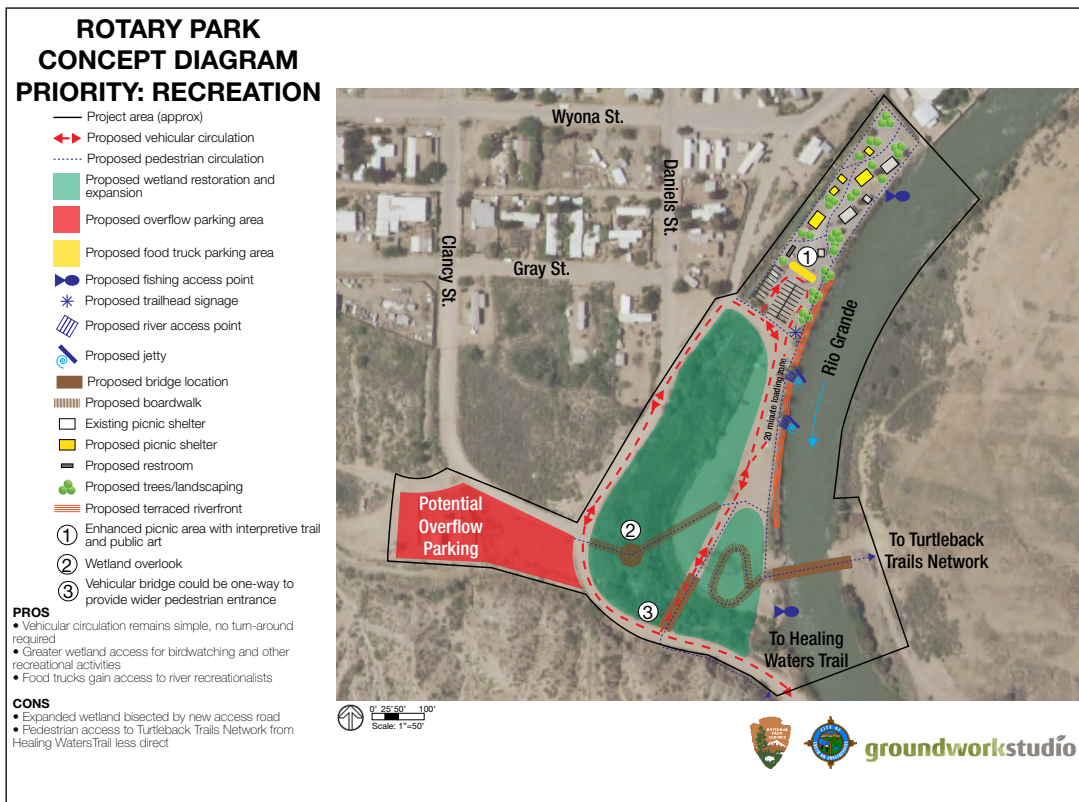 ROTARY PARK
CONCEPT DIAGRAM
PRIORITY: RECREATION
Project area (approx)
Proposed vehicular circulation
Proposed pedestrian circulation
Proposed wetland restoration and
expansion
Proposed overflow parking area
Proposed food truck parking area
Proposed fishing access point
Proposed trailhead signage
Proposed river access point
Proposed jetty
Proposed bridge location
Proposed boardwalk
Existing picnic shelter
Proposed picnic shelter
Proposed restroom
Proposed trees/landscaping
Proposed terraced riverfront
1 Enhanced picnic area with interpretive trail
and public art
2 Wetland overlook
3 Vehicular bridge could be one-way to
provide wider pedestrian entrance
PROS
• Vehicular circulation remains simple, no turn-around
required
• Greater wetland access for birdwatching and other
recreational activities
• Food trucks gain access to river recreationalists
CONS
• Expanded wetland bisected by new access road
• Pedestrian access to Turtleback Trails Network from
Healing WatersTrail less direct
Wyona St.
Daniels St.
Clancy St.
Gray St.
1
Rio Grande
20 minute loading zone
Potential
Overflow
Parking
2
3
To Turtleback
Trails Network
To Healing
Waters Trail
0' 25'50' 100'
Scale: 1"=50'
NATIONAL
PARK
SERVICE
groundworkstudio